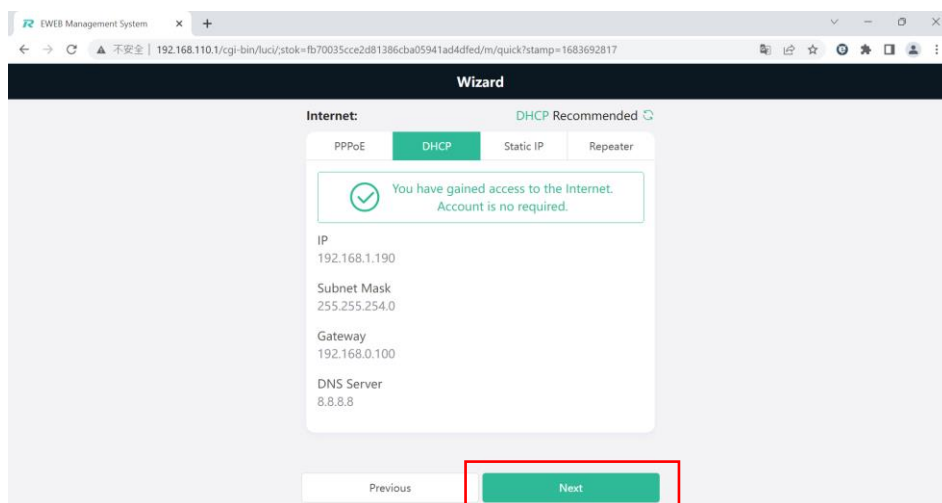 EWEB Management System
不安全 | 192.168.110.1/cgi-bin/luci/;stok=fb70035cce2d81386cba05941ad4dfed/m/quick?stamp=1683692817
Wizard
Internet: DHCP Recommended
PPPoE DHCP Static IP Repeater
You have gained access to the Internet.
Account is no required.
IP
192.168.1.190
Subnet Mask
255.255.254.0
Gateway
192.168.0.100
DNS Server
8.8.8.8
Previous Next